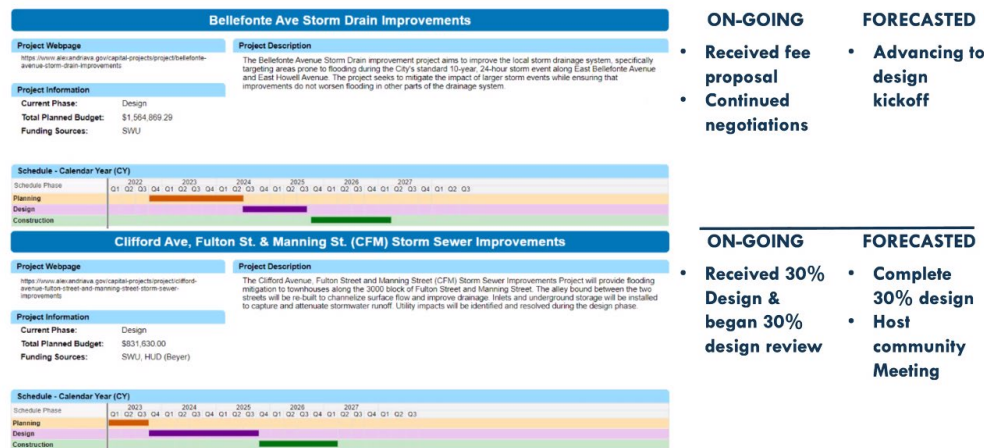 Bellefonte Ave Storm Drain Improvements
Project Webpage
https://www.alexandriava.gov/capital-projects/project/bellefonte-
avenue-storm-drain-improvements
Project Description
The Bellefonte Avenue Storm Drain improvement project aims to improve the local storm drainage system, specifically
targeting areas prone to flooding during the City's standard 10-year, 24-hour storm event along East Bellefonte Avenue
and East Howell Avenue. The project seeks to mitigate the impact of larger storm events while ensuring that
improvements do not worsen flooding in other parts of the drainage system.
Project Information
Current Phase: Design
Total Planned Budget: $1,564,869.29
Funding Sources: SWU
Schedule - Calendar Year (CY)
Schedule Phase
2022 2023 2024 2025 2026 2027
Q1 Q2 Q3 Q4 Q1 Q2 Q3 Q4 Q1 Q2 Q3 Q4 Q1 Q2 Q3 Q4 Q1 Q2 Q3 Q4 Q1 Q2 Q3
Planning
Design
Construction
ON-GOING
• Received fee
proposal
• Continued
negotiations
FORECASTED
• Advancing to
design
kickoff
Clifford Ave, Fulton St. & Manning St. (CFM) Storm Sewer Improvements
Project Webpage
https://www.alexandriava.gov/capital-projects/project/clifford-
avenue-fulton-street-and-manning-street-storm-sewer-
improvements
Project Description
The Clifford Avenue, Fulton Street and Manning Street (CFM) Storm Sewer Improvements Project will provide flooding
mitigation to townhouses along the 3000 block of Fulton Street and Manning Street. The alley bound between the two
streets will be re-built to channelize surface flow and improve drainage. Inlets and underground storage will be installed
to capture and attenuate stormwater runoff. Utility impacts will be identified and resolved during the design phase.
Project Information
Current Phase: Design
Total Planned Budget: $831,630.00
Funding Sources: SWU, HUD (Beyer)
Schedule - Calendar Year (CY)
Schedule Phase
2023 2024 2025 2026 2027
Q1 Q2 Q3 Q4 Q1 Q2 Q3 Q4 Q1 Q2 Q3 Q4 Q1 Q2 Q3 Q4 Q1 Q2 Q3
Planning
Design
Construction
ON-GOING
• Received 30%
Design &
began 30%
design review
FORECASTED
• Complete
30% design
• Host
community
Meeting